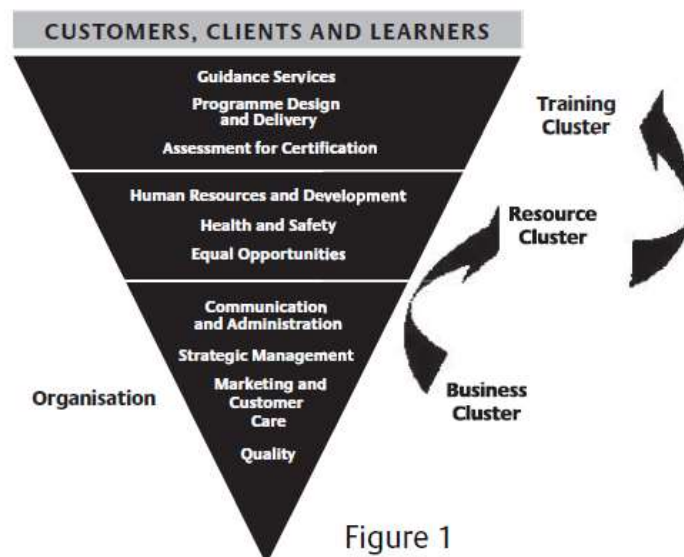 CUSTOMERS, CLIENTS AND LEARNERS
Guidance Services
Programme Design
and Delivery
Assessment for Certification
Training
Cluster
Human Resources and Development
Health and Safety
Equal Opportunities
Resource
Cluster
Communication
and Administration
Strategic Management
Marketing and
Customer
Care
Quality
Organisation
Business
Cluster
Figure 1